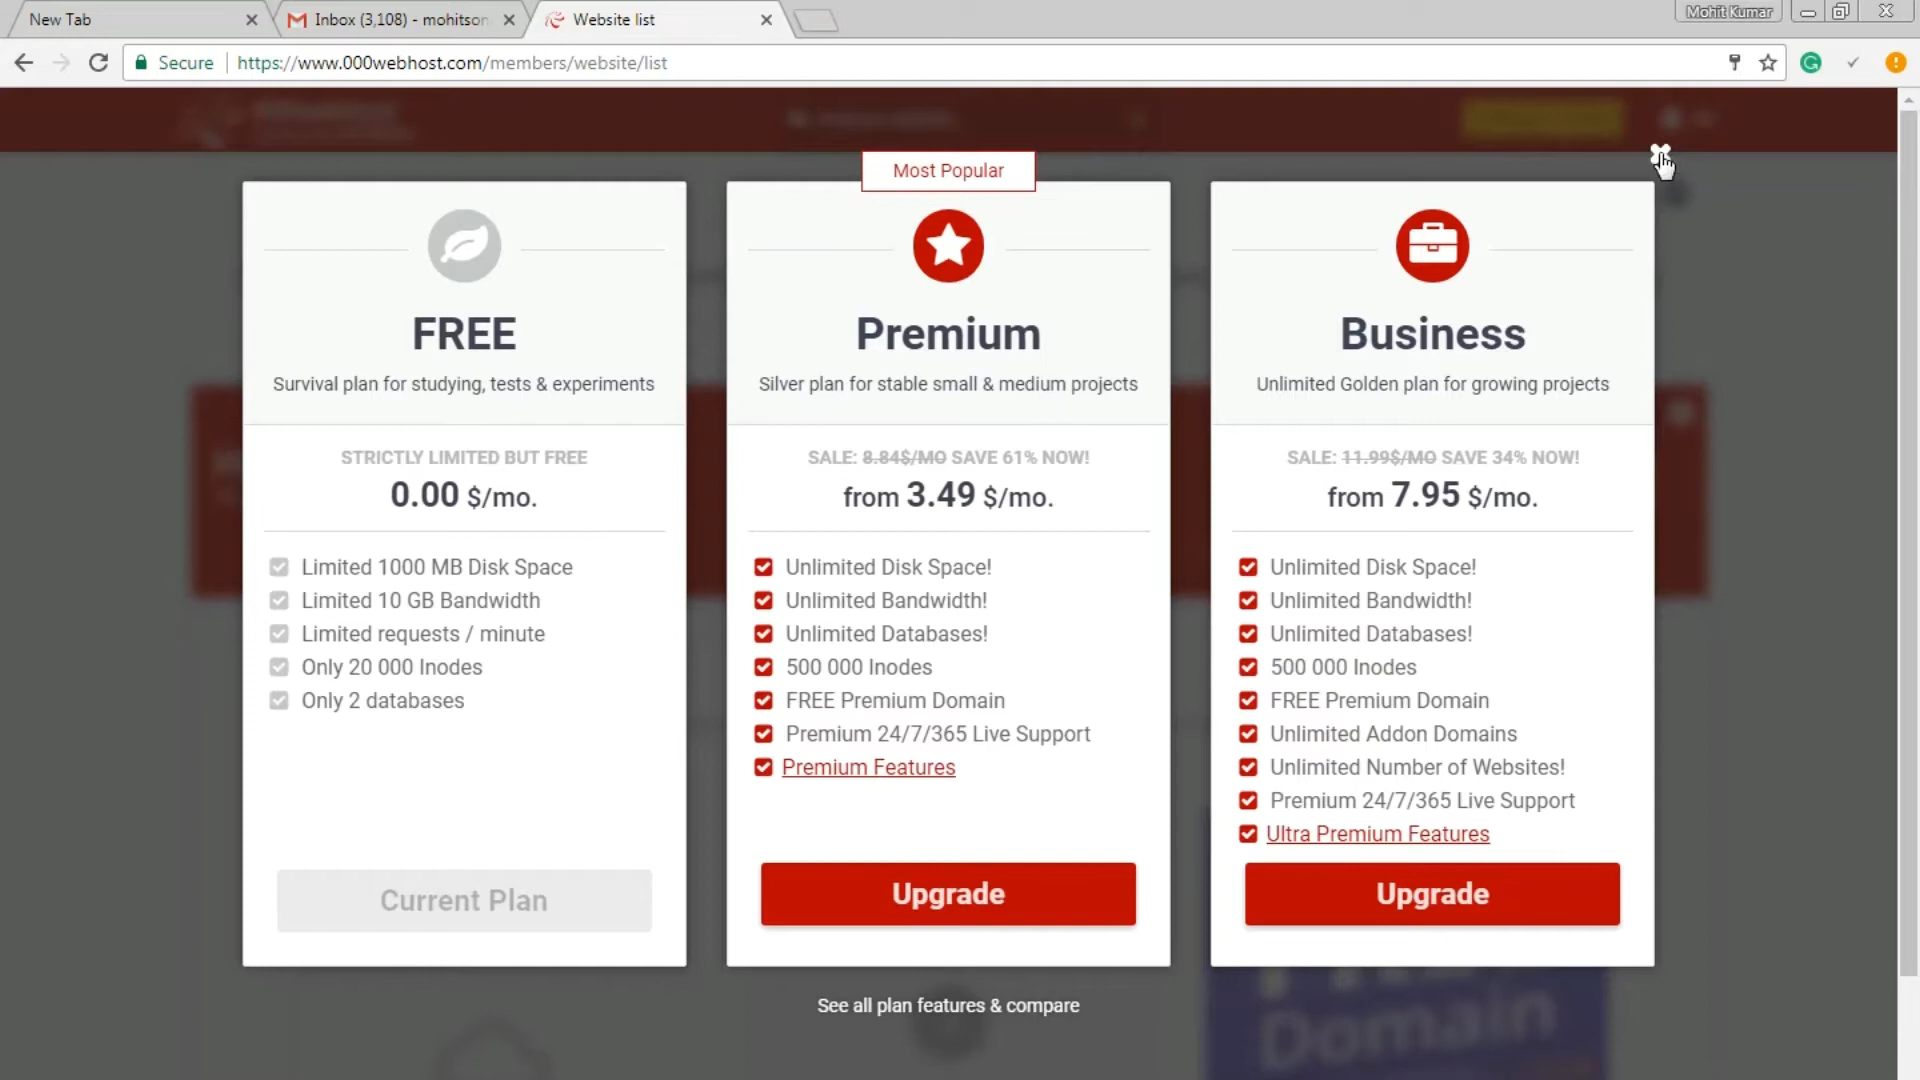 New Tab
Inbox (3,108) - mohitson
Website list
Mohit Kumar
Secure
https://www.000webhost.com/members/website/list
Most Popular
FREE
Survival plan for studying, tests & experiments
STRICTLY LIMITED BUT FREE
0.00 $/mo.
Limited 1000 MB Disk Space
Limited 10 GB Bandwidth
Limited requests / minute
Only 20 000 Inodes
Only 2 databases
Current Plan
Premium
Silver plan for stable small & medium projects
SALE: 8.84$/MO SAVE 61% NOW!
from 3.49 $/mo.
Unlimited Disk Space!
Unlimited Bandwidth!
Unlimited Databases!
500 000 Inodes
FREE Premium Domain
Premium 24/7/365 Live Support
Premium Features
Upgrade
Business
Unlimited Golden plan for growing projects
SALE: 11.99$/MO SAVE 34% NOW!
from 7.95 $/mo.
Unlimited Disk Space!
Unlimited Bandwidth!
Unlimited Databases!
500 000 Inodes
FREE Premium Domain
Unlimited Addon Domains
Unlimited Number of Websites!
Premium 24/7/365 Live Support
Ultra Premium Features
Upgrade
See all plan features & compare
Domain